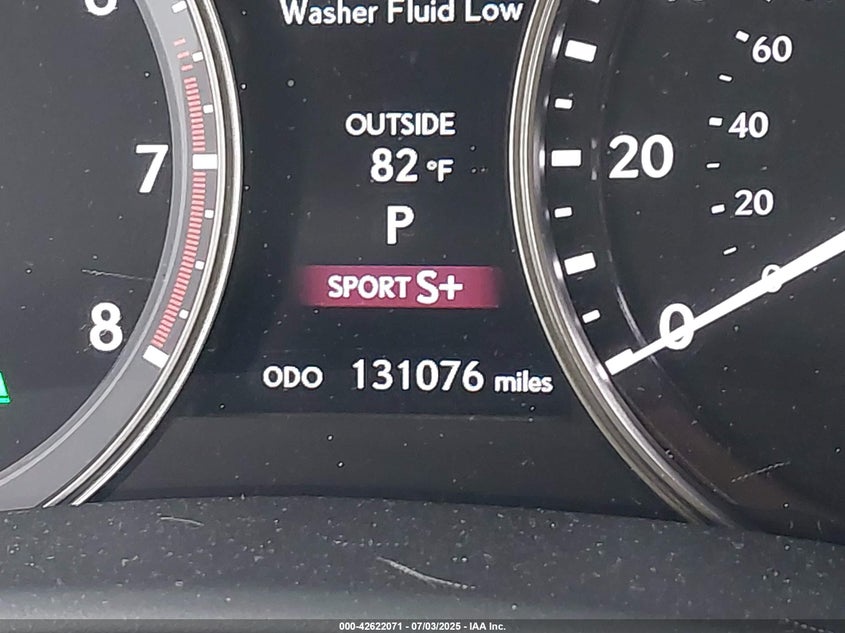 Washer Fluid Low
OUTSIDE
82 °F
P
SPORT S+
ODO 131076 miles
7
8
20
0
60
40
20
0
000-42622071 - 07/03/2025 - IAA Inc.